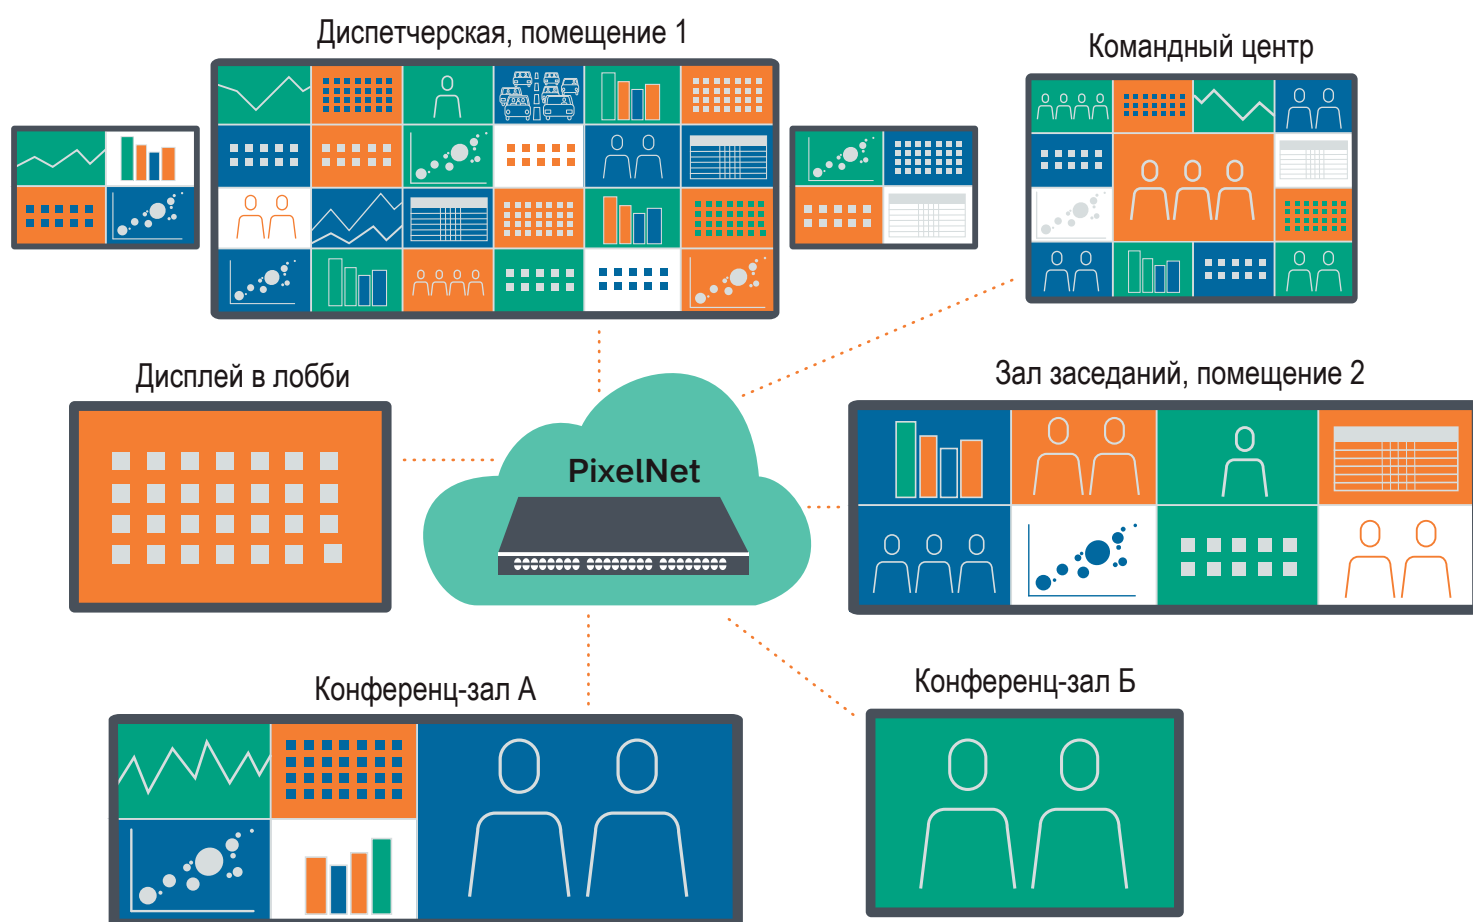 Диспетчерская, помещение 1
Командный центр
Дисплей в лобби
Зал заседаний, помещение 2
PixelNet
Конференц-зал А
Конференц-зал Б